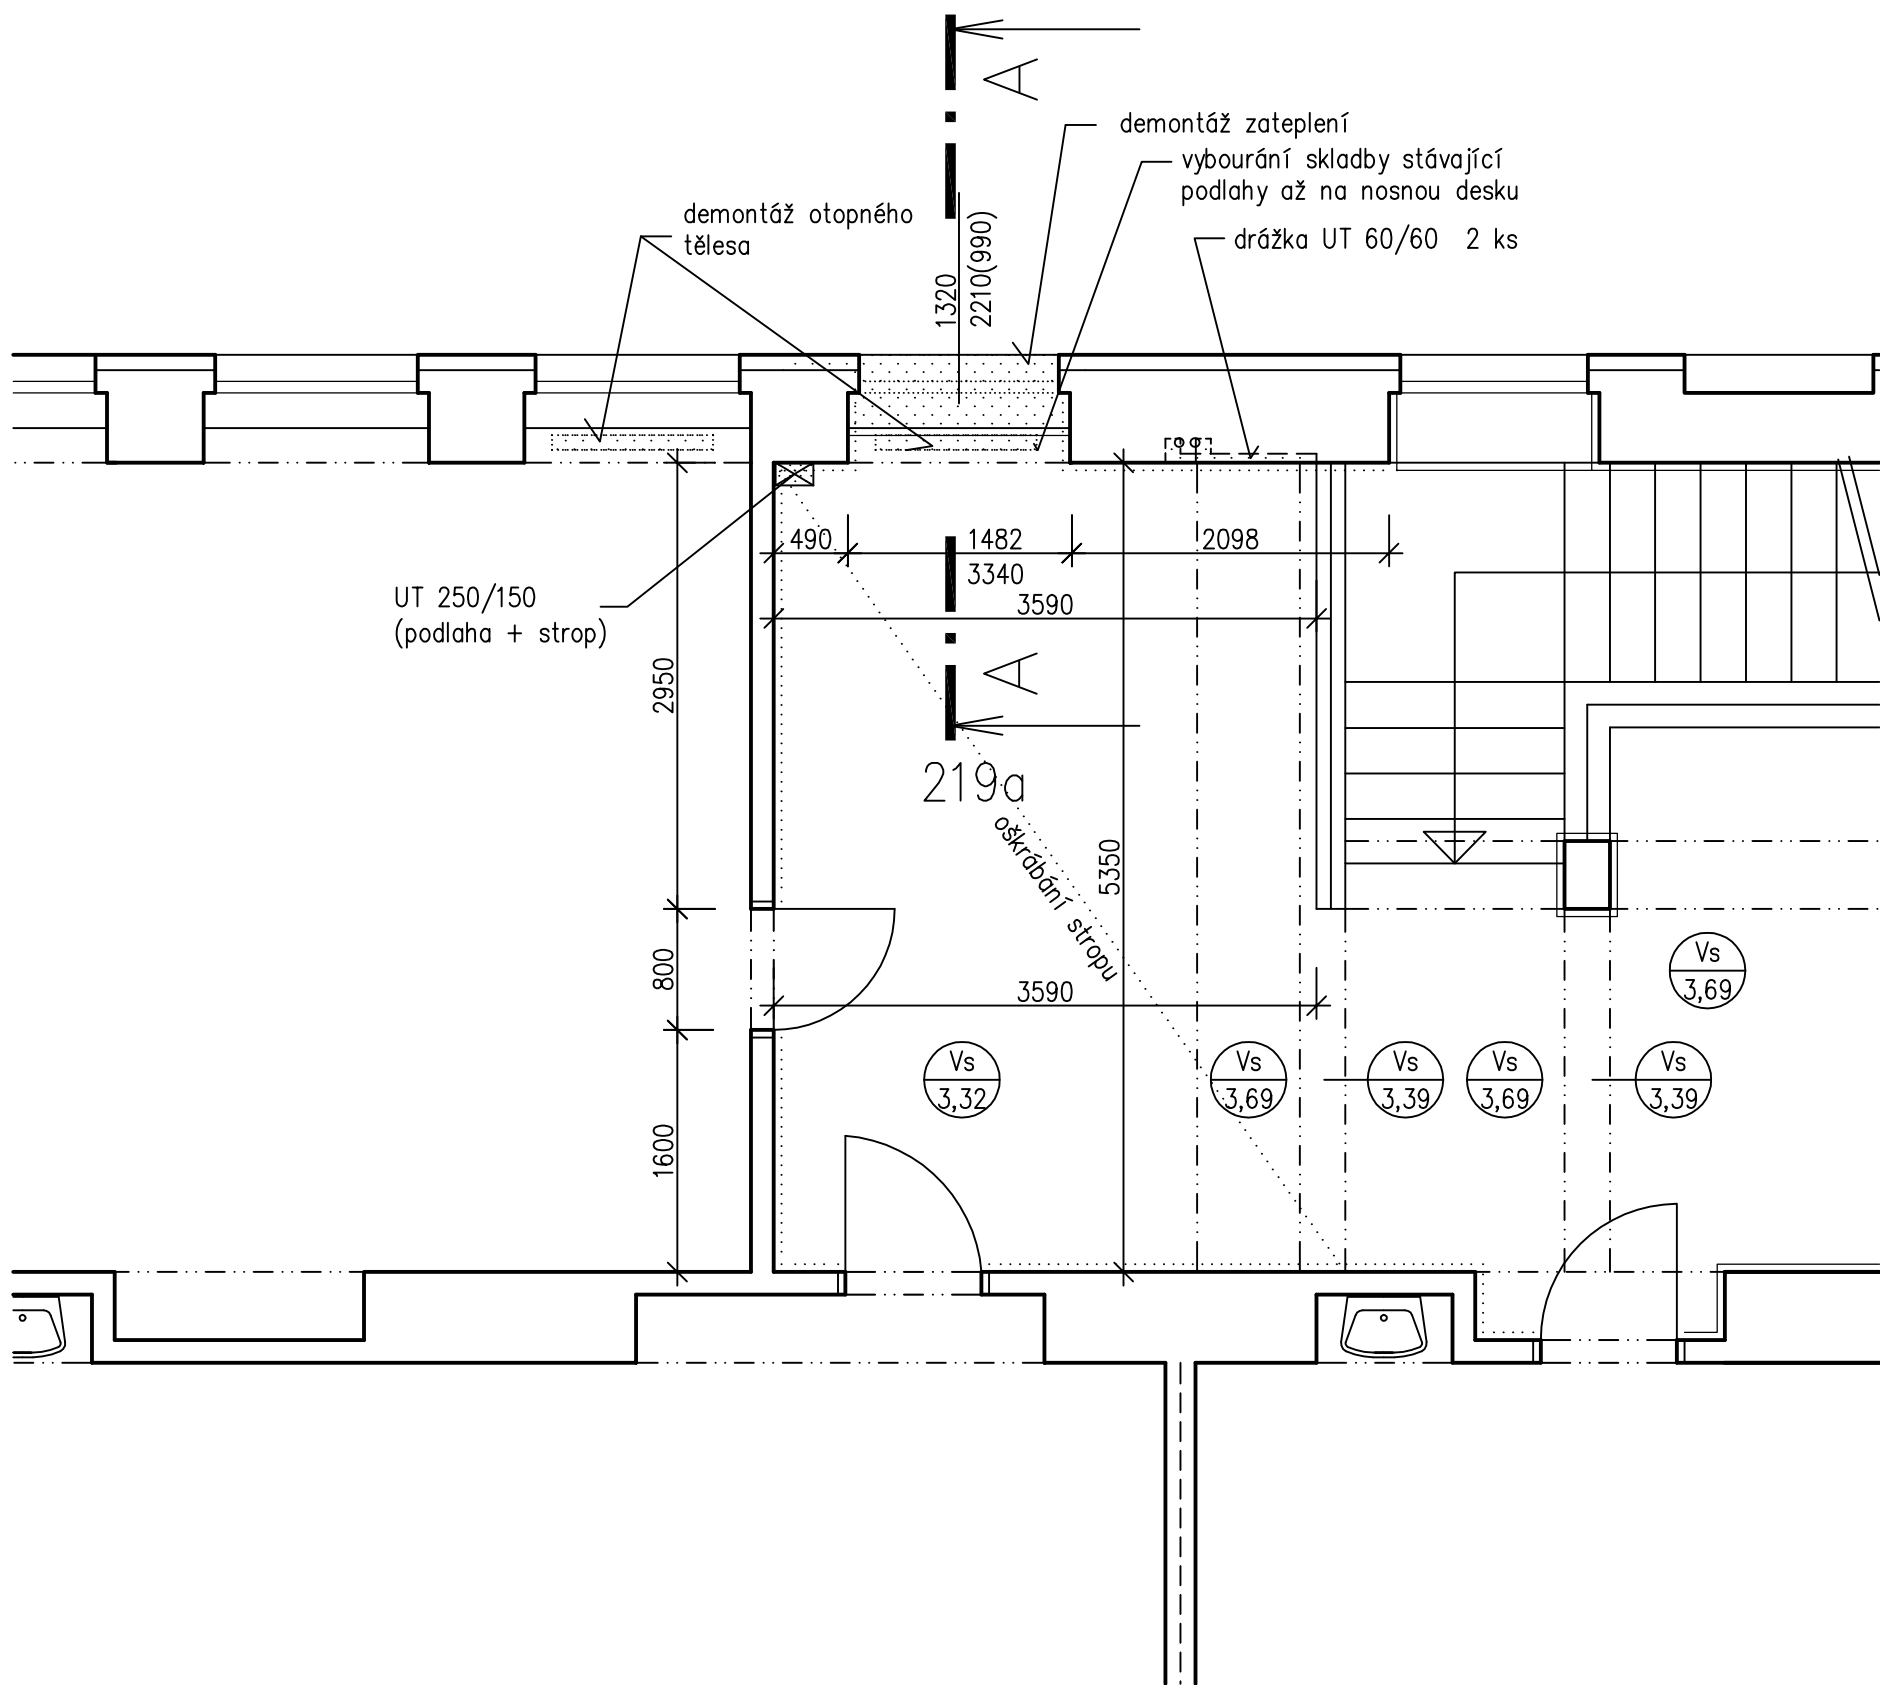 A
demontáž zateplení
vybourání skladby stávající
podlahy až na nosnou desku
demontáž otopného
tělesa
drážka UT 60/60 2 ks
1320
2210(990)
490
1482
2098
3340
3590
UT 250/150
(podlaha + strop)
2950
A
219a
oškrábání stropu
5350
800
3590
Vs
3,69
Vs
3,32
Vs
3,69
Vs
3,39
Vs
3,69
Vs
3,39
1600